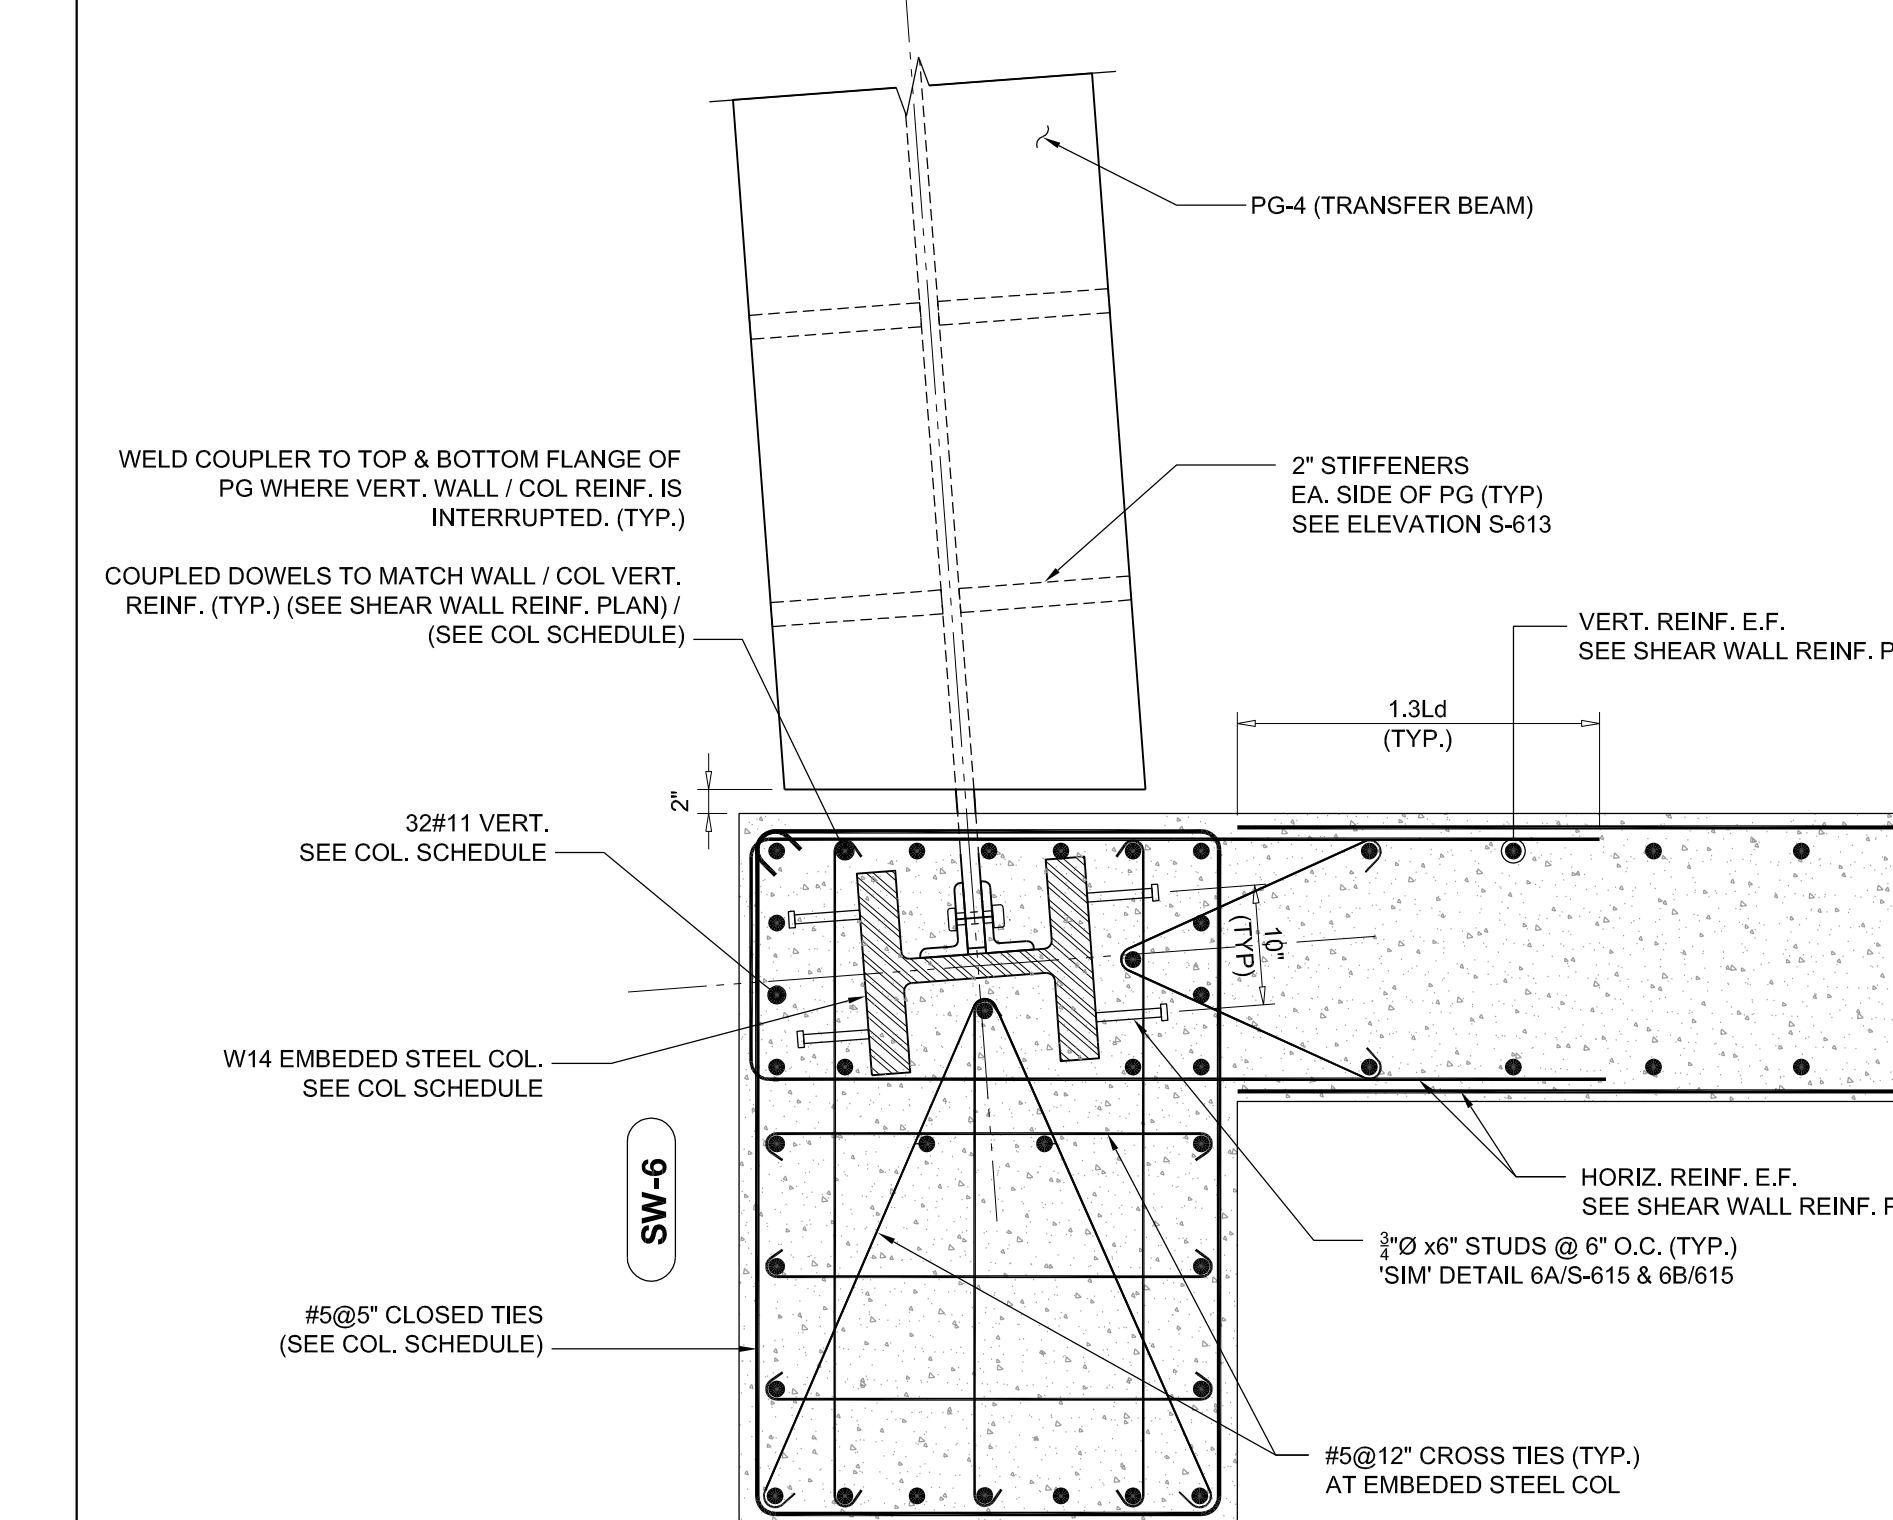 PG-4 (TRANSFER BEAM)
WELD COUPLER TO TOP & BOTTOM FLANGE OF
PG WHERE VERT. WALL / COL REINF. IS
INTERRUPTED. (TYP.)
2" STIFFENERS
EA. SIDE OF PG (TYP)
SEE ELEVATION S-613
COUPLED DOWELS TO MATCH WALL / COL VERT.
REINF. (TYP.) (SEE SHEAR WALL REINF. PLAN) /
(SEE COL SCHEDULE)
VERT. REINF. E.F.
SEE SHEAR WALL REINF. P
1.3Ld
(TYP.)
2"
32#11 VERT.
SEE COL. SCHEDULE
10"
(TYP)
W14 EMBEDED STEEL COL.
SEE COL SCHEDULE
SW-6
HORIZ. REINF. E.F.
SEE SHEAR WALL REINF. P
3/4"Ø x6" STUDS @ 6" O.C. (TYP.)
'SIM' DETAIL 6A/S-615 & 6B/615
#5@5" CLOSED TIES
(SEE COL. SCHEDULE)
#5@12" CROSS TIES (TYP.)
AT EMBEDED STEEL COL